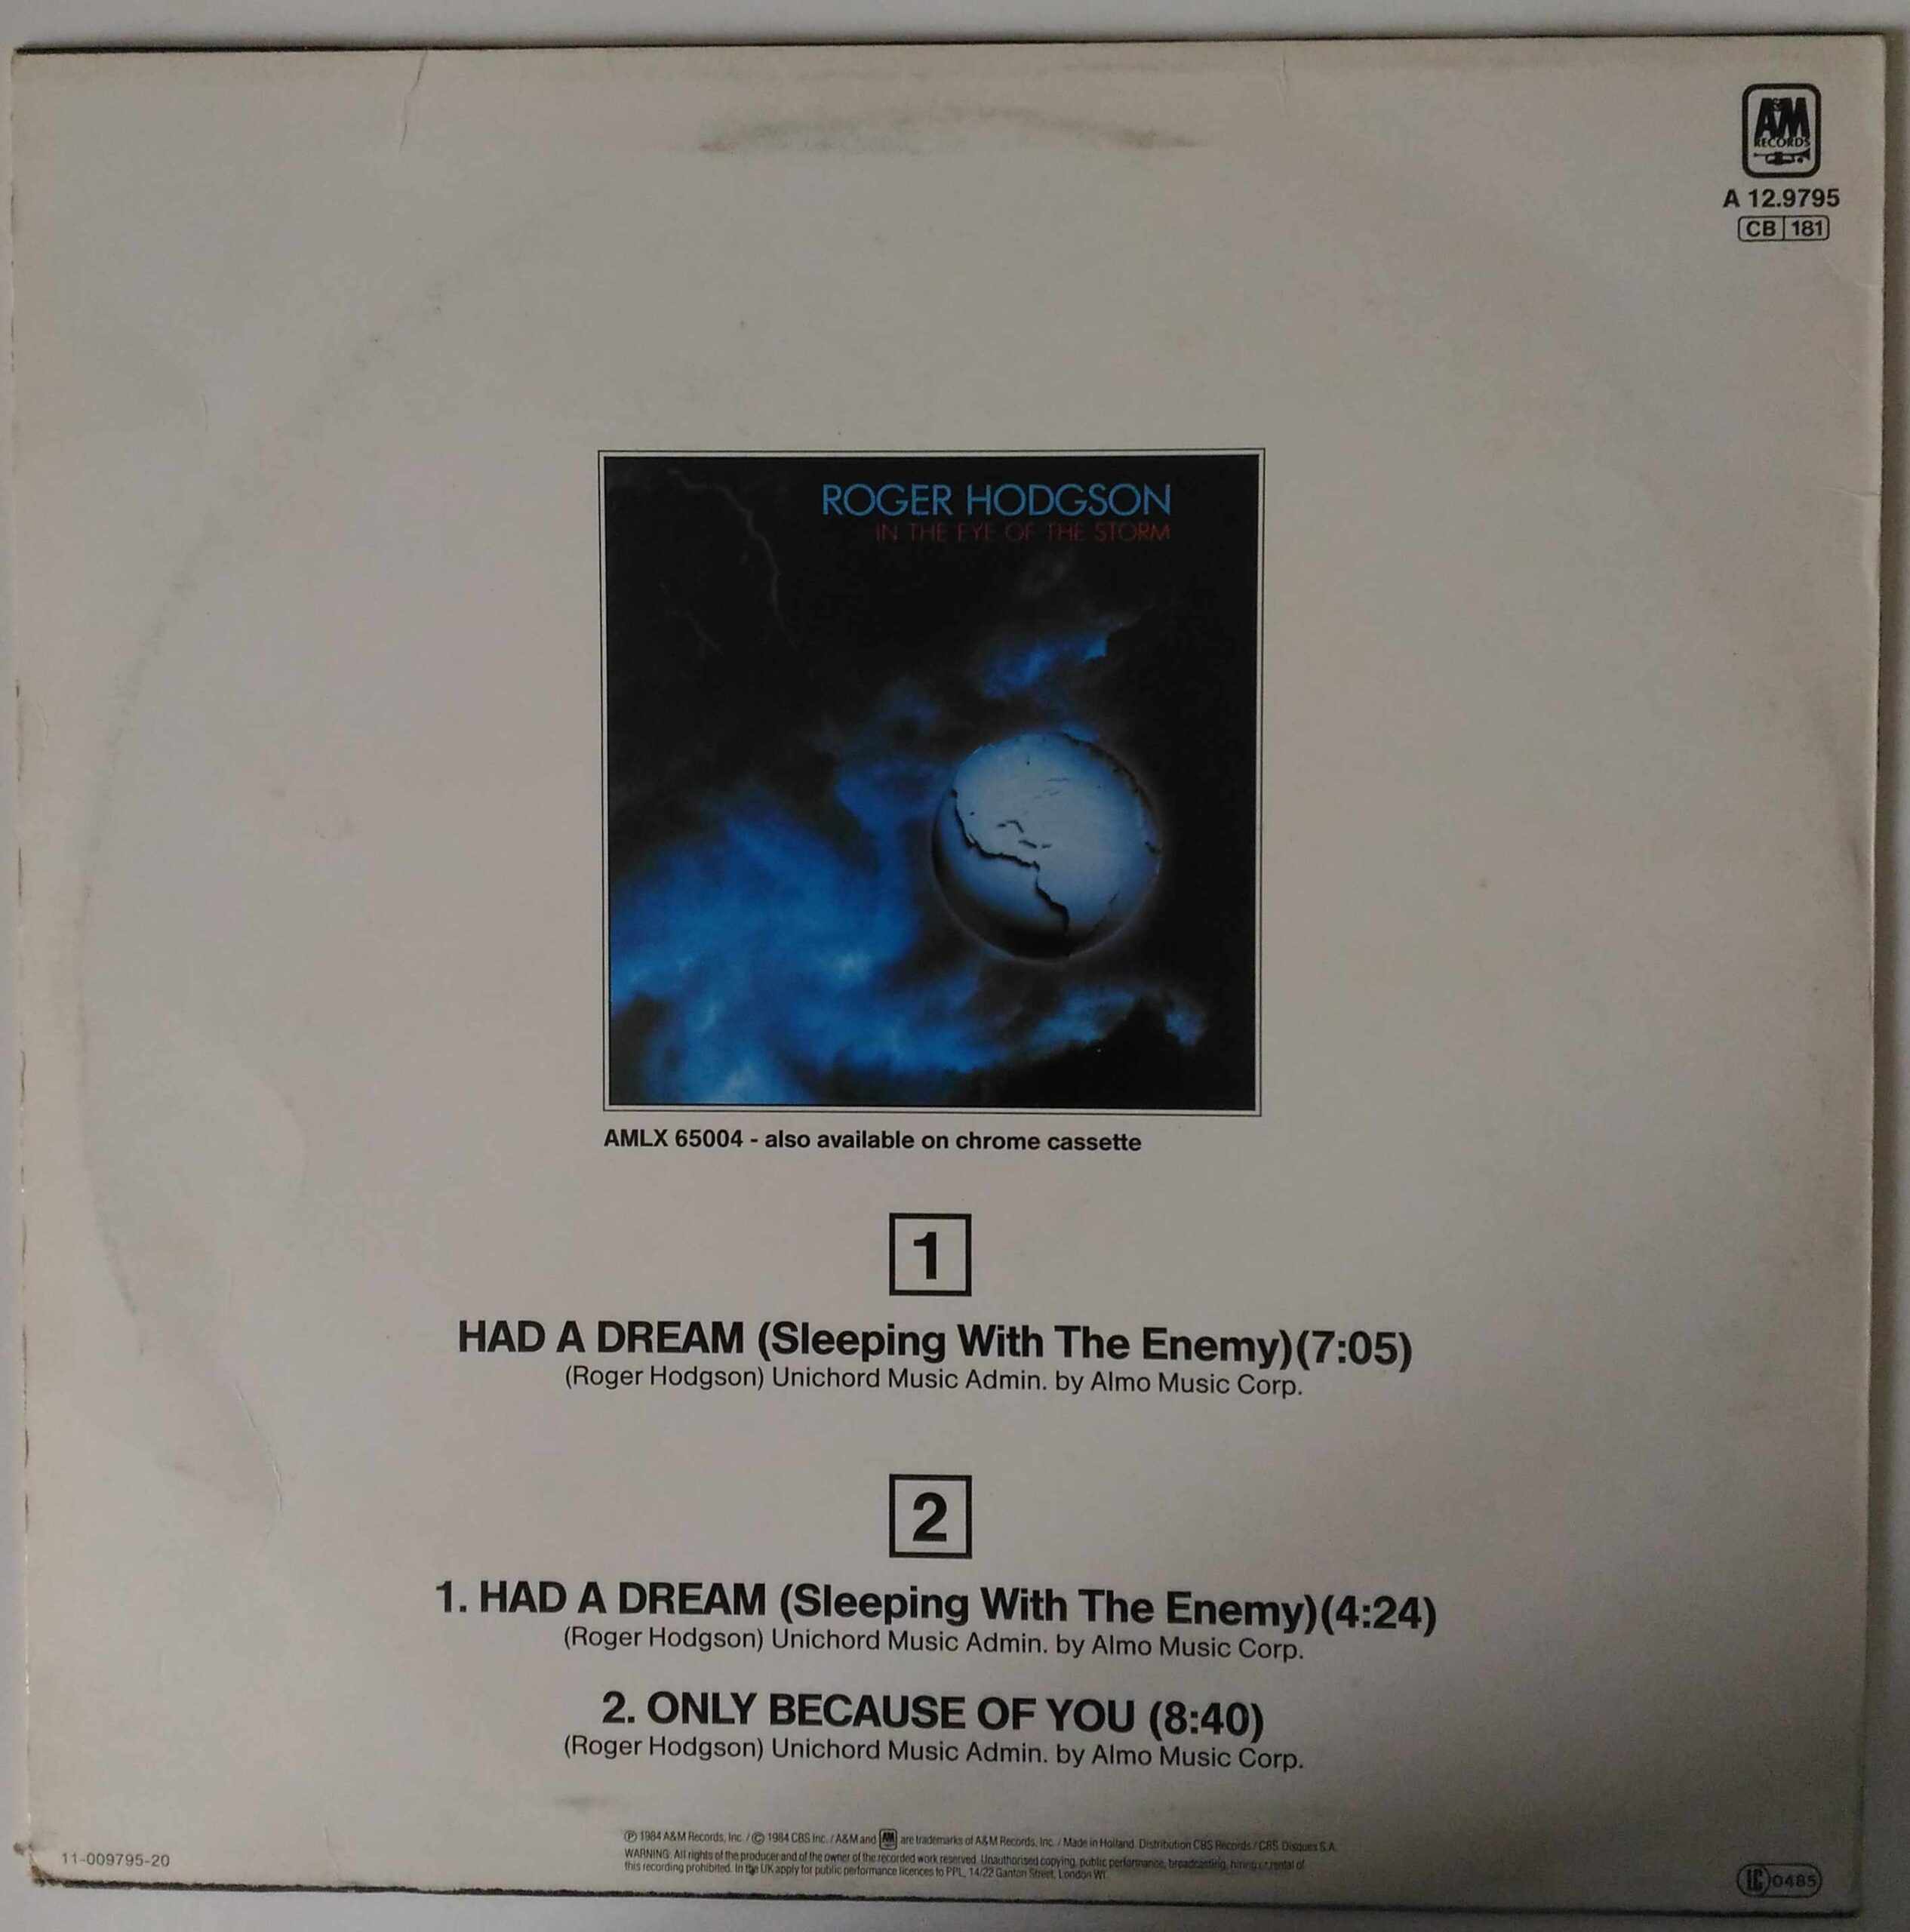 A&M
RECORDS
A 12.9795
CB 181
ROGER HODGSON
IN THE EYE OF THE STORM
AMLX 65004 - also available on chrome cassette
1
HAD A DREAM (Sleeping With The Enemy)(7:05)
(Roger Hodgson) Unichord Music Admin. by Almo Music Corp.
2
1. HAD A DREAM (Sleeping With The Enemy)(4:24)
(Roger Hodgson) Unichord Music Admin. by Almo Music Corp.
2. ONLY BECAUSE OF YOU (8:40)
(Roger Hodgson) Unichord Music Admin. by Almo Music Corp.
℗ 1984 A&M Records, Inc. / © 1984 CBS Inc. / A&M and A&M are trademarks of A&M Records, Inc. / Made in Holland. Distribution CBS Records / CBS Disques S.A.
WARNING: All rights of the producer and of the owner of the recorded work reserved. Unauthorised copying, public performance, broadcasting, hiring or rental of
this recording prohibited. In the UK apply for public performance licences to PPL, 14/22 Ganton Street, London W1
11-009795-20
LC 0485